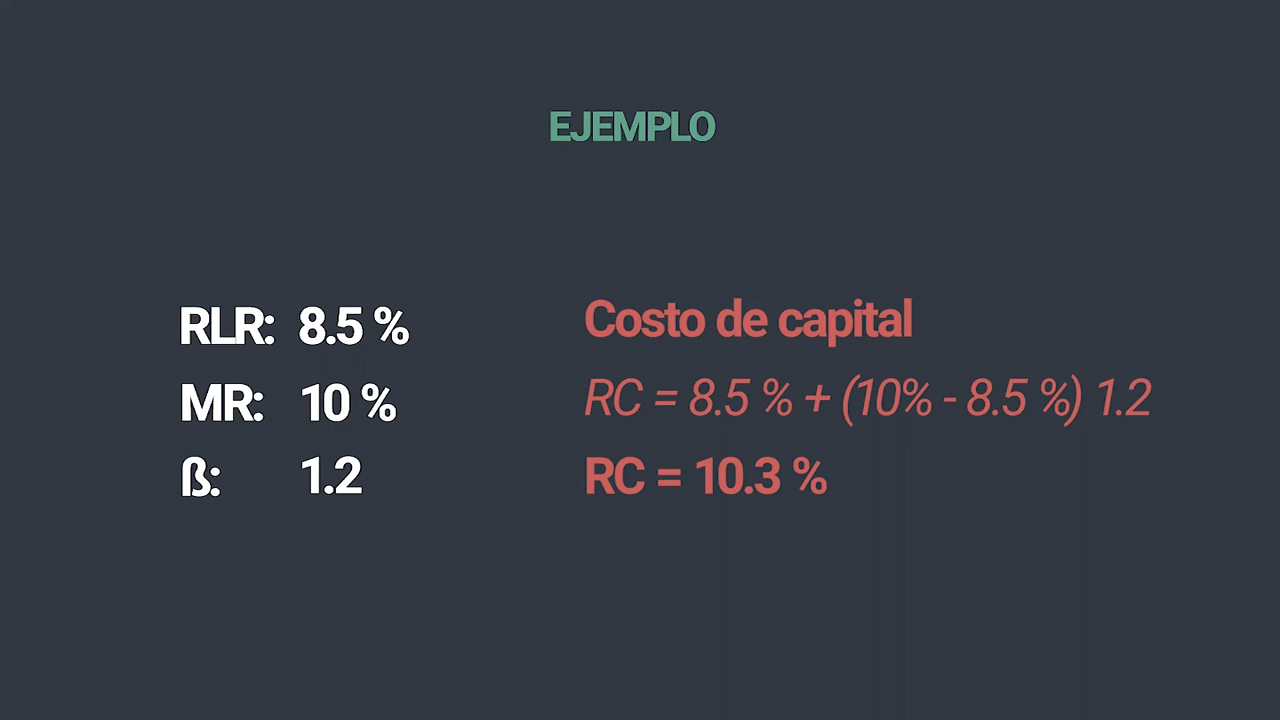 EJEMPLO
RLR: 8.5 %
MR: 10 %
ß: 1.2
Costo de capital
RC = 8.5 % + (10% - 8.5 %) 1.2
RC = 10.3 %